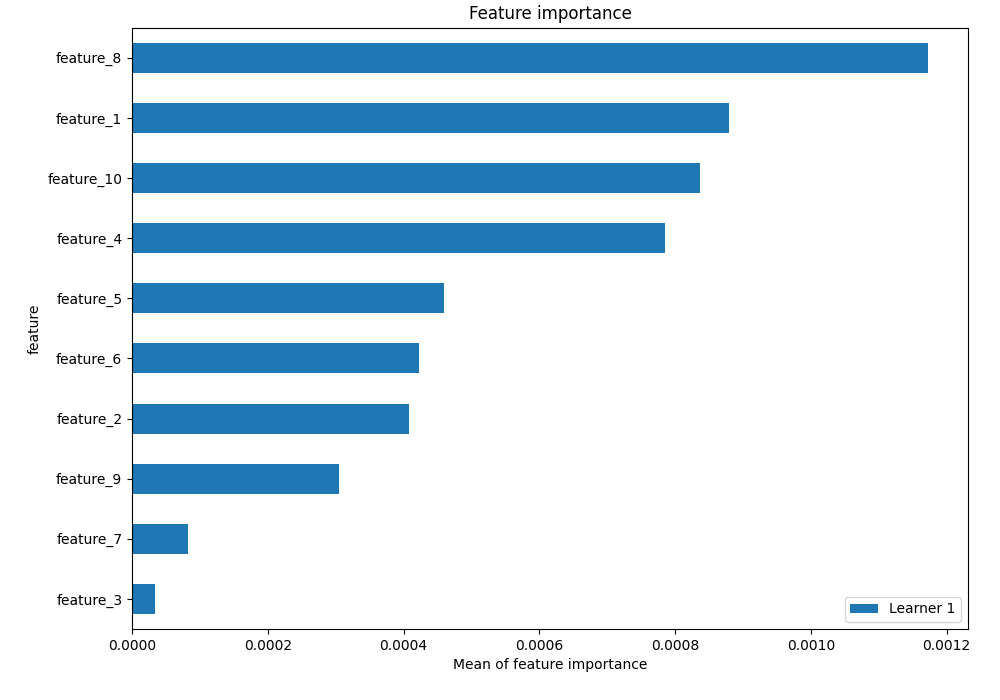 Feature importance
feature_8
feature_1
feature_10
feature_4
feature_5
feature_6
feature_2
feature_9
feature_7
feature_3
feature
Learner 1
0.0000 0.0002 0.0004 0.0006 0.0008 0.0010 0.0012
Mean of feature importance